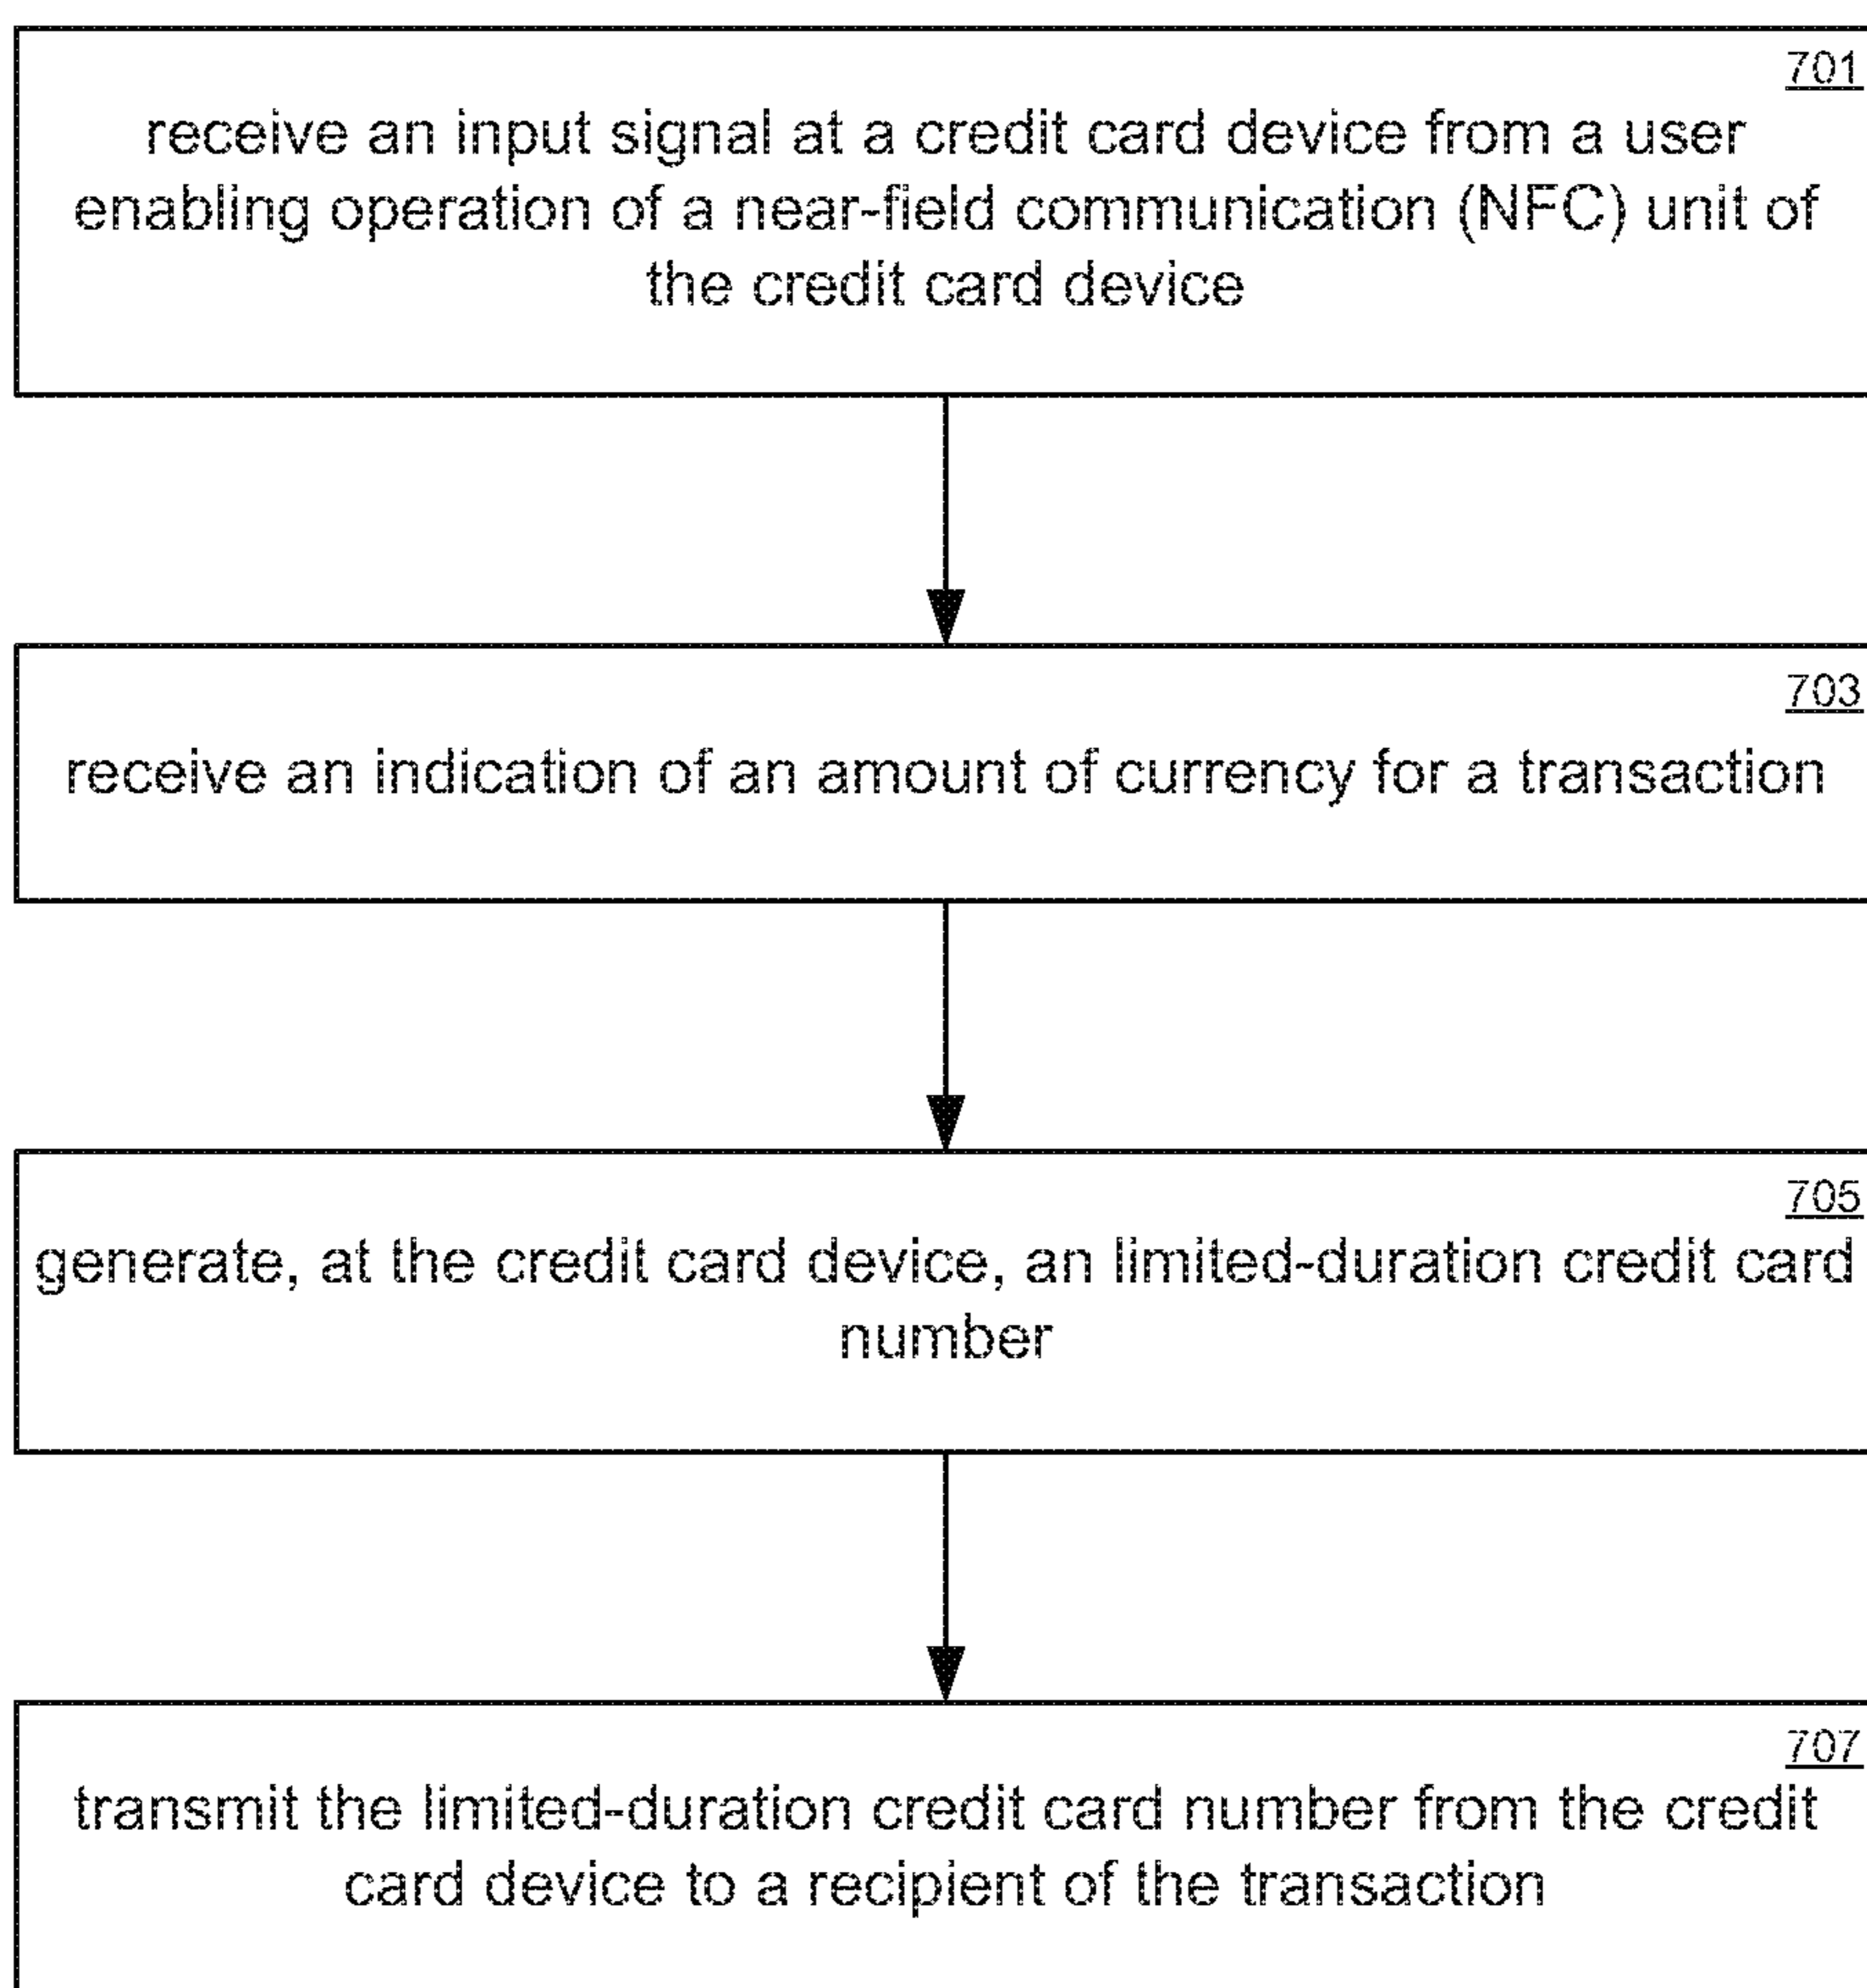 701
receive an input signal at a credit card device from a user
enabling operation of a near-field communication (NFC) unit of
the credit card device
703
receive an indication of an amount of currency for a transaction
705
generate, at the credit card device, an limited-duration credit card
number
707
transmit the limited-duration credit card number from the credit
card device to a recipient of the transaction